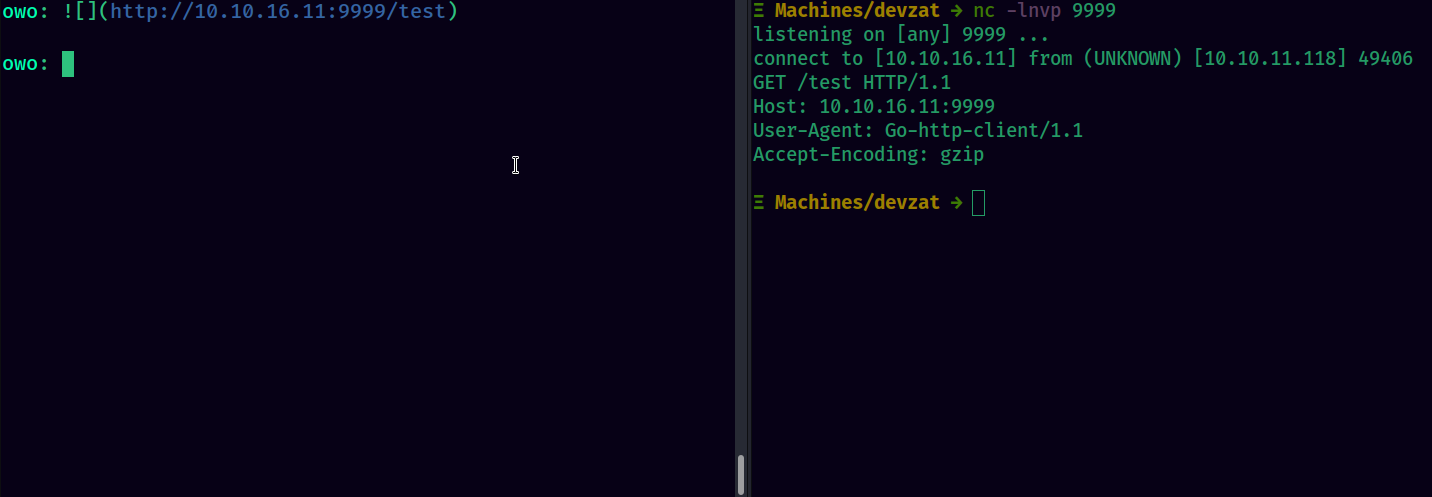 owo: ![](http://10.10.16.11:9999/test)
owo:
Ξ Machines/devzat → nc -lnvp 9999
listening on [any] 9999 ...
connect to [10.10.16.11] from (UNKNOWN) [10.10.11.118] 49406
GET /test HTTP/1.1
Host: 10.10.16.11:9999
User-Agent: Go-http-client/1.1
Accept-Encoding: gzip
Ξ Machines/devzat →